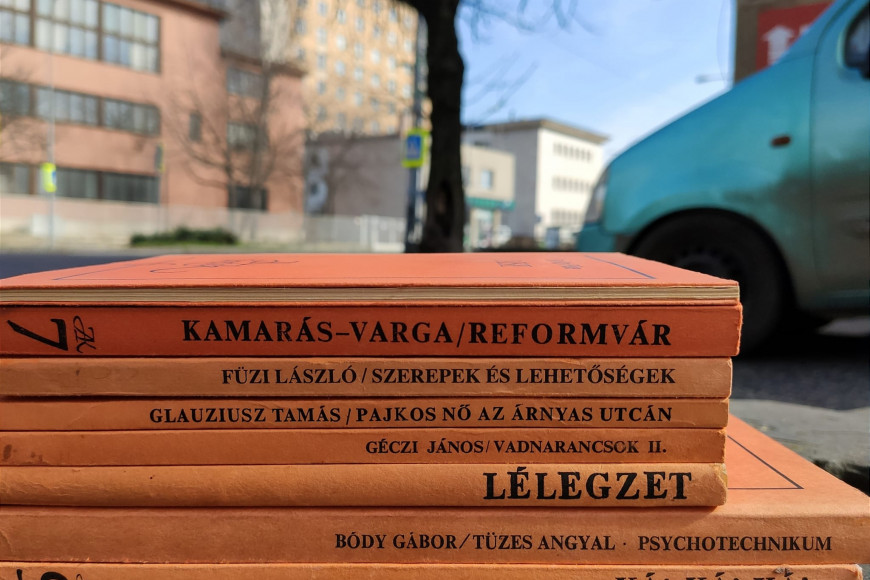 KAMARÁS–VARGA/REFORMVÁR
FÜZI LÁSZLÓ/SZEREPEK ÉS LEHETŐSÉGEK
GLAUZIUSZ TAMÁS/PAJKOS NŐ AZ ÁRNYAS UTCÁN
GÉCZI JÁNOS/VADNARANCSOK II.
LÉLEGZET
BÓDY GÁBOR/TÜZES ANGYAL · PSYCHOTECHNIKUM